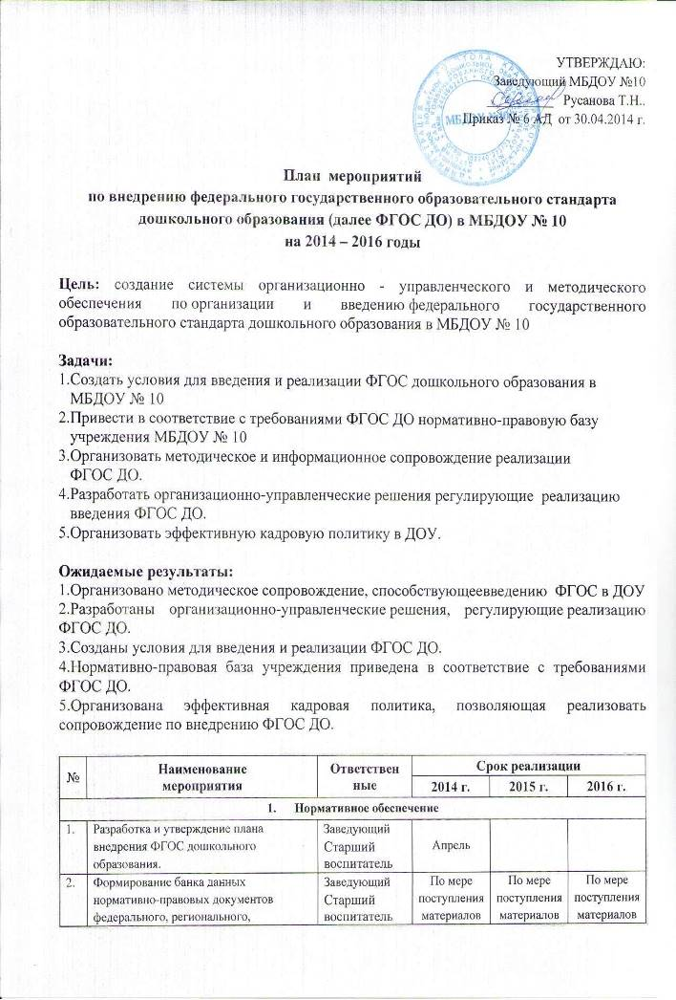 УТВЕРЖДАЮ:
Заведующий МБДОУ №10
Русанова Т.Н..
Приказ № 6 АД от 30.04.2014 г.
МБДОУ №10
План мероприятий
по внедрению федерального государственного образовательного стандарта
дошкольного образования (далее ФГОС ДО) в МБДОУ № 10
на 2014 – 2016 годы
Цель: создание системы организационно - управленческого и методического
обеспечения по организации и введению федерального государственного
образовательного стандарта дошкольного образования в МБДОУ № 10
Задачи:
1.Создать условия для введения и реализации ФГОС дошкольного образования в
МБДОУ № 10
2.Привести в соответствие с требованиями ФГОС ДО нормативно-правовую базу
учреждения МБДОУ № 10
3.Организовать методическое и информационное сопровождение реализации
ФГОС ДО.
4.Разработать организационно-управленческие решения регулирующие реализацию
введения ФГОС ДО.
5.Организовать эффективную кадровую политику в ДОУ.
Ожидаемые результаты:
1.Организовано методическое сопровождение, способствующеевведению ФГОС в ДОУ
2.Разработаны организационно-управленческие решения, регулирующие реализацию
ФГОС ДО.
3.Созданы условия для введения и реализации ФГОС ДО.
4.Нормативно-правовая база учреждения приведена в соответствие с требованиями
ФГОС ДО.
5.Организована эффективная кадровая политика, позволяющая реализовать
сопровождение по внедрению ФГОС ДО.
№ Наименование мероприятия Ответствен ные Срок реализации
2014 г. 2015 г. 2016 г.
1. Нормативное обеспечение
1. Разработка и утверждение плана Заведующий
внедрения ФГОС дошкольного Старший Апрель
образования. воспитатель
2. Формирование банка данных Заведующий По мере По мере По мере
нормативно-правовых документов Старший поступления поступления поступления
федерального, регионального, воспитатель материалов материалов материалов